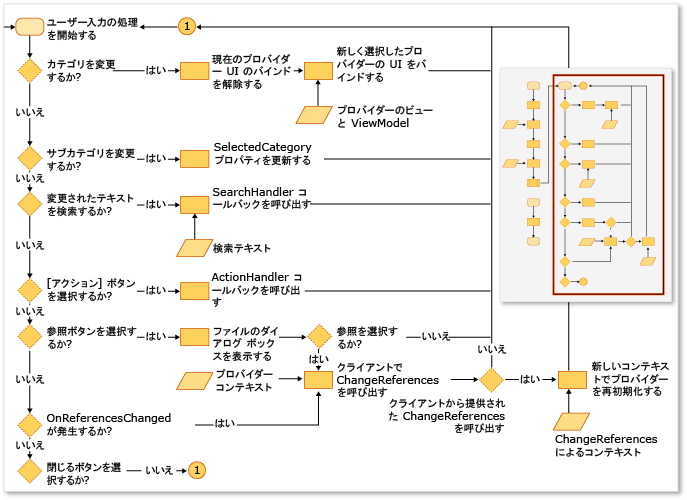 ユーザー入力の処理
を開始する
1
カテゴリを変更
するか?
はい
現在のプロバイダ
ー UI のバインド
を解除する
新しく選択したプロ
バイダーの UI をバ
インドする
プロバイダーのビュー
と ViewModel
いいえ
サブカテゴリを変更
するか?
はい
SelectedCategory
プロパティを更新する
いいえ
変更されたテキスト
を検索するか?
はい
SearchHandler コ
ールバックを呼び出す
検索テキスト
いいえ
[アクション] ボタン
を選択するか?
はい
ActionHandler コ
ールバックを呼び出
す
いいえ
参照ボタンを選択す
るか?
はい
ファイルのダイ
アログ ボック
スを表示する
参照を選択す
るか?
いいえ
はい
いいえ
プロバイダー
コンテキスト
クライアントで
ChangeReferences
を呼び出す
いいえ
クライアントから提供され
た ChangeReferences
を呼び出す
はい
新しいコンテキス
トでプロバイダー
を再初期化する
ChangeReferences
によるコンテキスト
いいえ
OnReferencesChanged
が発生するか?
はい
いいえ
閉じるボタンを選
択するか?
いいえ
1